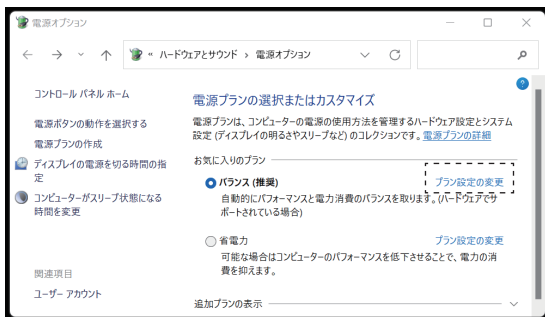 電源オプション
« ハードウェアとサウンド › 電源オプション
コントロール パネル ホーム
電源ボタンの動作を選択する
電源プランの作成
ディスプレイの電源を切る時間の指
定
コンピューターがスリープ状態になる
時間を変更
関連項目
ユーザー アカウント
電源プランの選択またはカスタマイズ
電源プランは、コンピューターの電源の使用方法を管理するハードウェア設定とシステム
設定 (ディスプレイの明るさやスリープなど) のコレクションです。電源プランの詳細
お気に入りのプラン
バランス (推奨) プラン設定の変更
自動的にパフォーマンスと電力消費のバランスを取ります。(ハードウェアでサ
ポートされている場合)
省電力 プラン設定の変更
可能な場合はコンピューターのパフォーマンスを低下させることで、電力の消
費を抑えます。
追加プランの表示